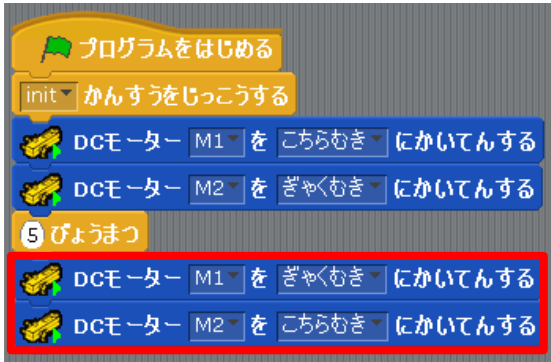 プログラムをはじめる
init かんすうをじっこうする
DCモーター M1 を こちらむき にかいてんする
DCモーター M2 を ぎゃくむき にかいてんする
5 びょうまつ
DCモーター M1 を ぎゃくむき にかいてんする
DCモーター M2 を こちらむき にかいてんする